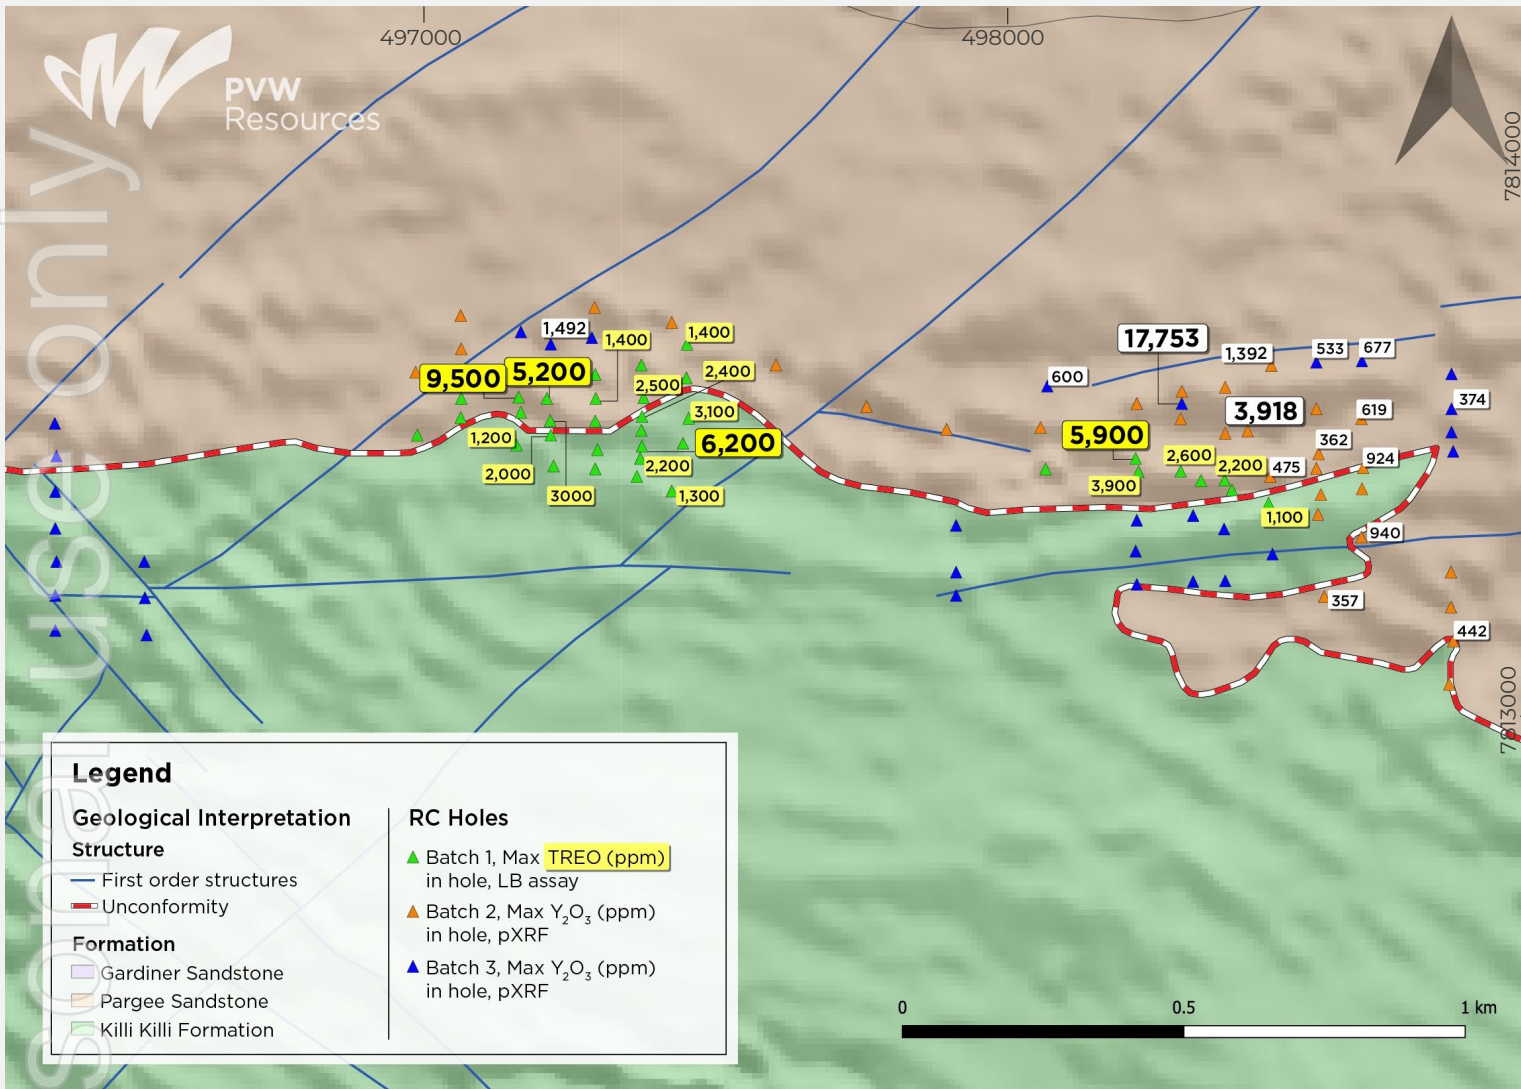 497000
498000
PVW
Resources
7814000
1,492
1,400
1,400
17,753
1,392
533
677
9,500
5,200
2,500
2,400
600
374
3,918
619
3,100
5,900
1,200
6,200
362
2,600
924
2,200
475
2,000
2,200
3,900
3000
1,300
1,100
940
357
442
7813000
sonal use only
Legend
Geological Interpretation
Structure
First order structures
Unconformity
Formation
Gardiner Sandstone
Pargee Sandstone
Killi Killi Formation
RC Holes
Batch 1, Max TREO (ppm)
in hole, LB assay
Batch 2, Max Y₂O₃ (ppm)
in hole, pXRF
Batch 3, Max Y₂O₃ (ppm)
in hole, pXRF
0 0.5 1 km